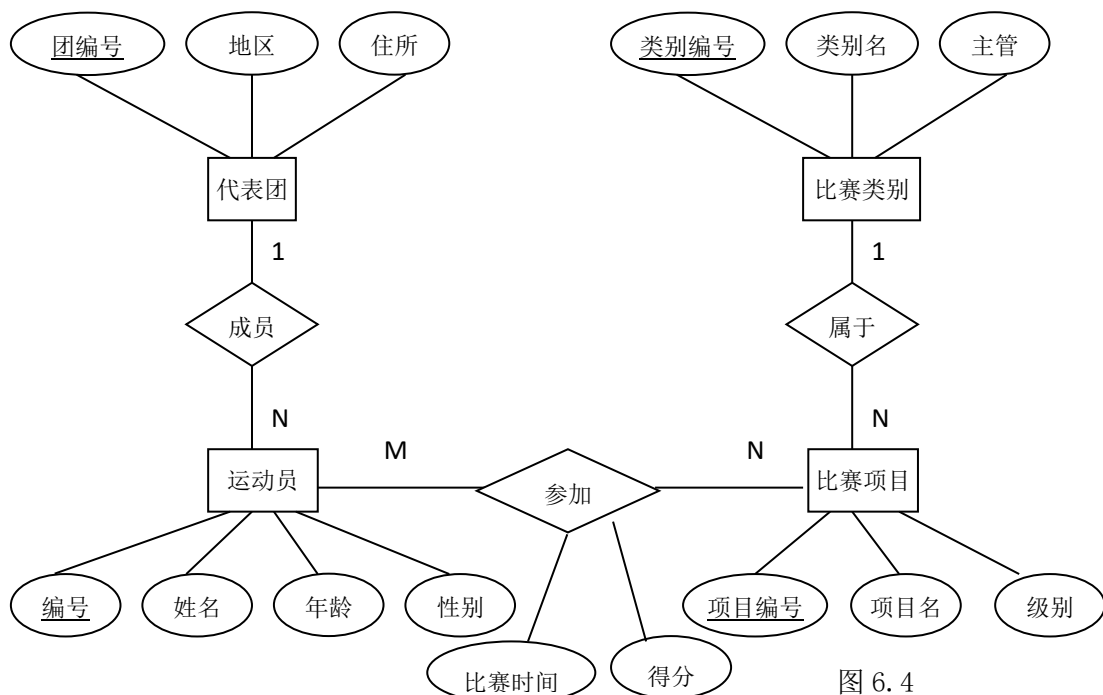 团编号 地区 住所 类别编号 类别名 主管
代表团 比赛类别
1 1
成员 属于
N N
M N
运动员 参加 比赛项目
编号 姓名 年龄 性别 项目编号 项目名 级别
比赛时间 得分 图 6.4